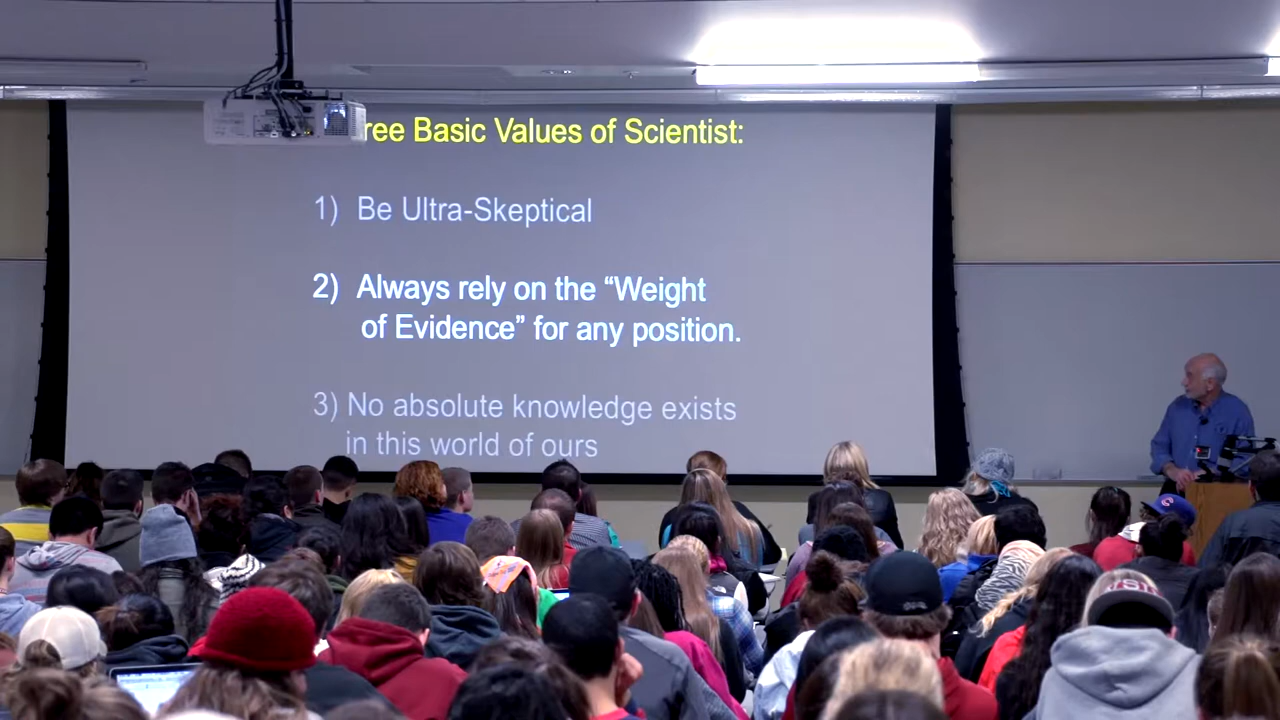 ree Basic Values of Scientist:
1) Be Ultra-Skeptical
2) Always rely on the “Weight
of Evidence” for any position.
3) No absolute knowledge exists
in this world of ours